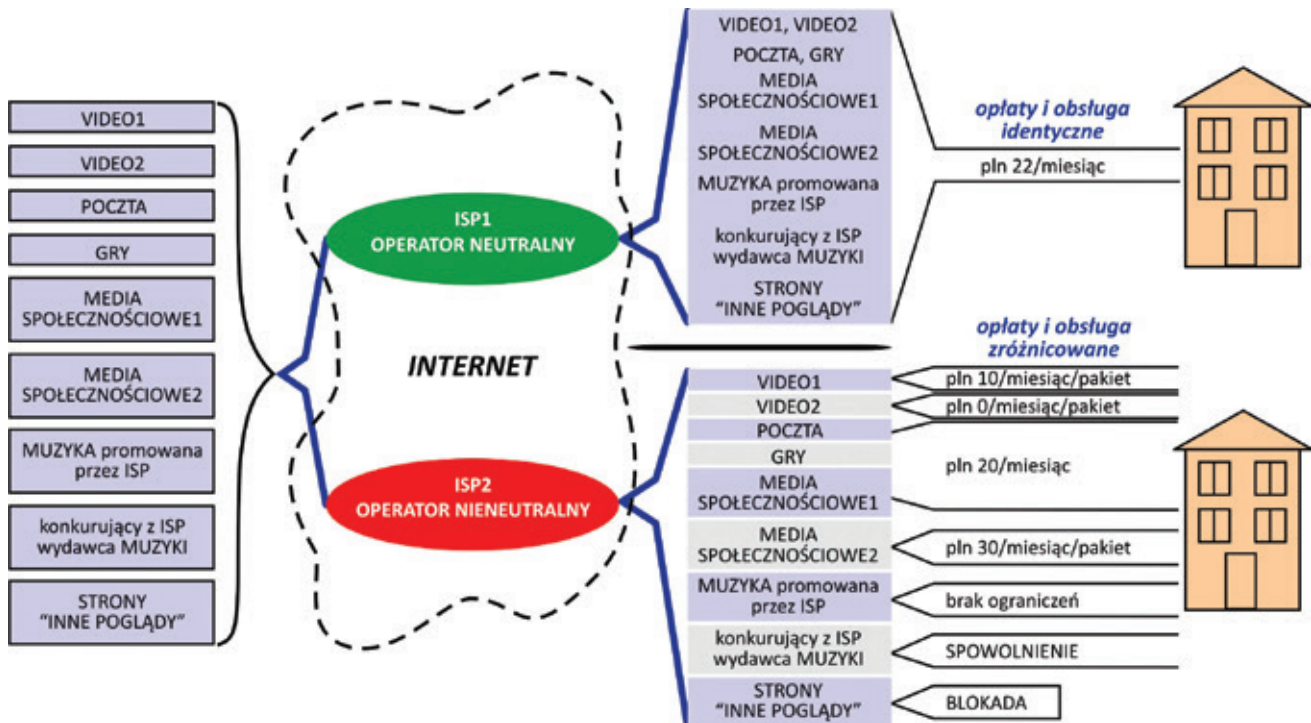 VIDEO1
VIDEO2
POCZTA
GRY
MEDIA
SPOŁECZNOŚCIOWE1
MEDIA
SPOŁECZNOŚCIOWE2
MUZYKA promowana
przez ISP
konkurujący z ISP
wydawca MUZYKI
STRONY
"INNE POGLĄDY"
ISP1
OPERATOR NEUTRALNY
INTERNET
ISP2
OPERATOR NIENEUTRALNY
VIDEO1, VIDEO2
POCZTA, GRY
MEDIA
SPOŁECZNOŚCIOWE1
MEDIA
SPOŁECZNOŚCIOWE2
MUZYKA promowana
przez ISP
konkurujący z ISP
wydawca MUZYKI
STRONY
"INNE POGLĄDY"
opłaty i obsługa
identyczne
pln 22/miesiąc
opłaty i obsługa
zróżnicowane
VIDEO1
pln 10/miesiąc/pakiet
VIDEO2
pln 0/miesiąc/pakiet
POCZTA
GRY
pln 20/miesiąc
MEDIA
SPOŁECZNOŚCIOWE1
MEDIA
SPOŁECZNOŚCIOWE2
pln 30/miesiąc/pakiet
MUZYKA promowana
przez ISP
brak ograniczeń
konkurujący z ISP
wydawca MUZYKI
SPOWOLNIENIE
STRONY
"INNE POGLĄDY"
BLOKADA